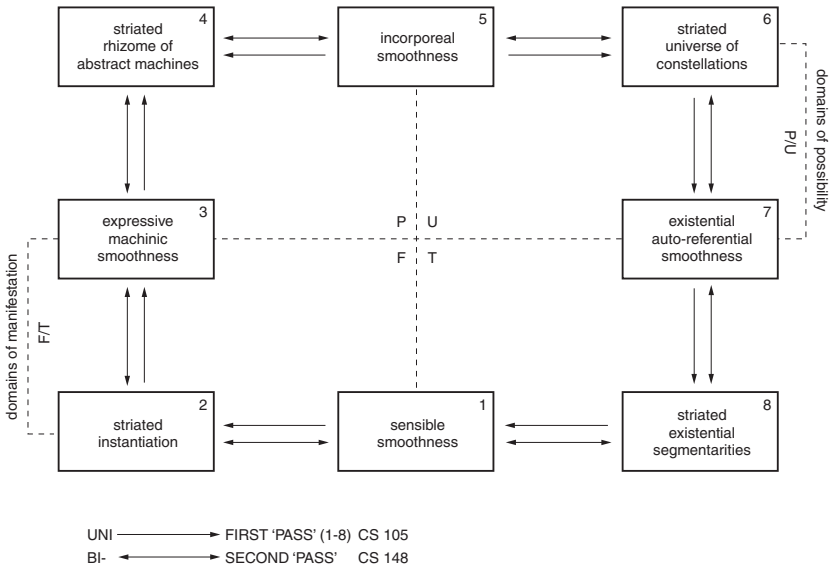 4
striated
rhizome of
abstract machines
5
incorporeal
smoothness
6
striated
universe of
constellations
domains of possibility
P/U
3
expressive
machinic
smoothness
P U
F T
7
existential
auto-referential
smoothness
domains of manifestation
F/T
2
striated
instantiation
1
sensible
smoothness
8
striated
existential
segmentarities
UNI FIRST ‘PASS’ (1-8) CS 105
BI- SECOND ‘PASS’ CS 148